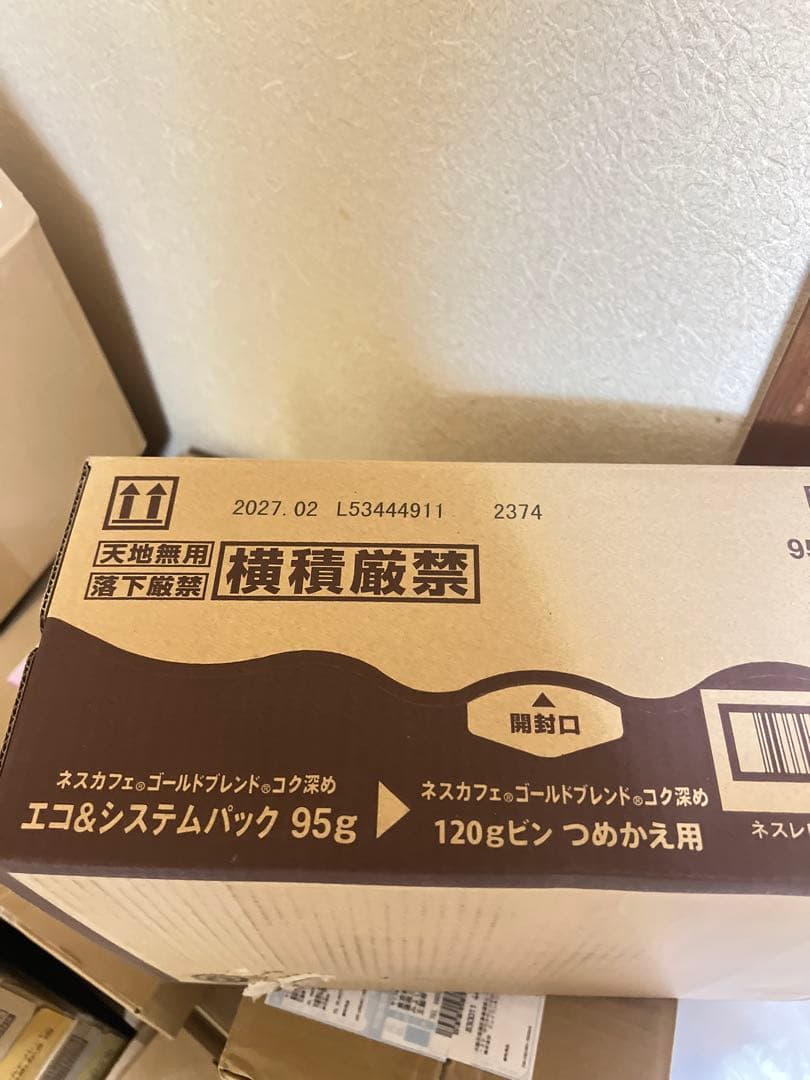 2027.02 L53444911 2374
天地無用
落下厳禁
横積厳禁
開封口
ネスカフェ®ゴールドブレンド®コク深め
エコ&システムパック 95g
ネスカフェ®ゴールドブレンド®コク深め
120gビン つめかえ用
ネスレ